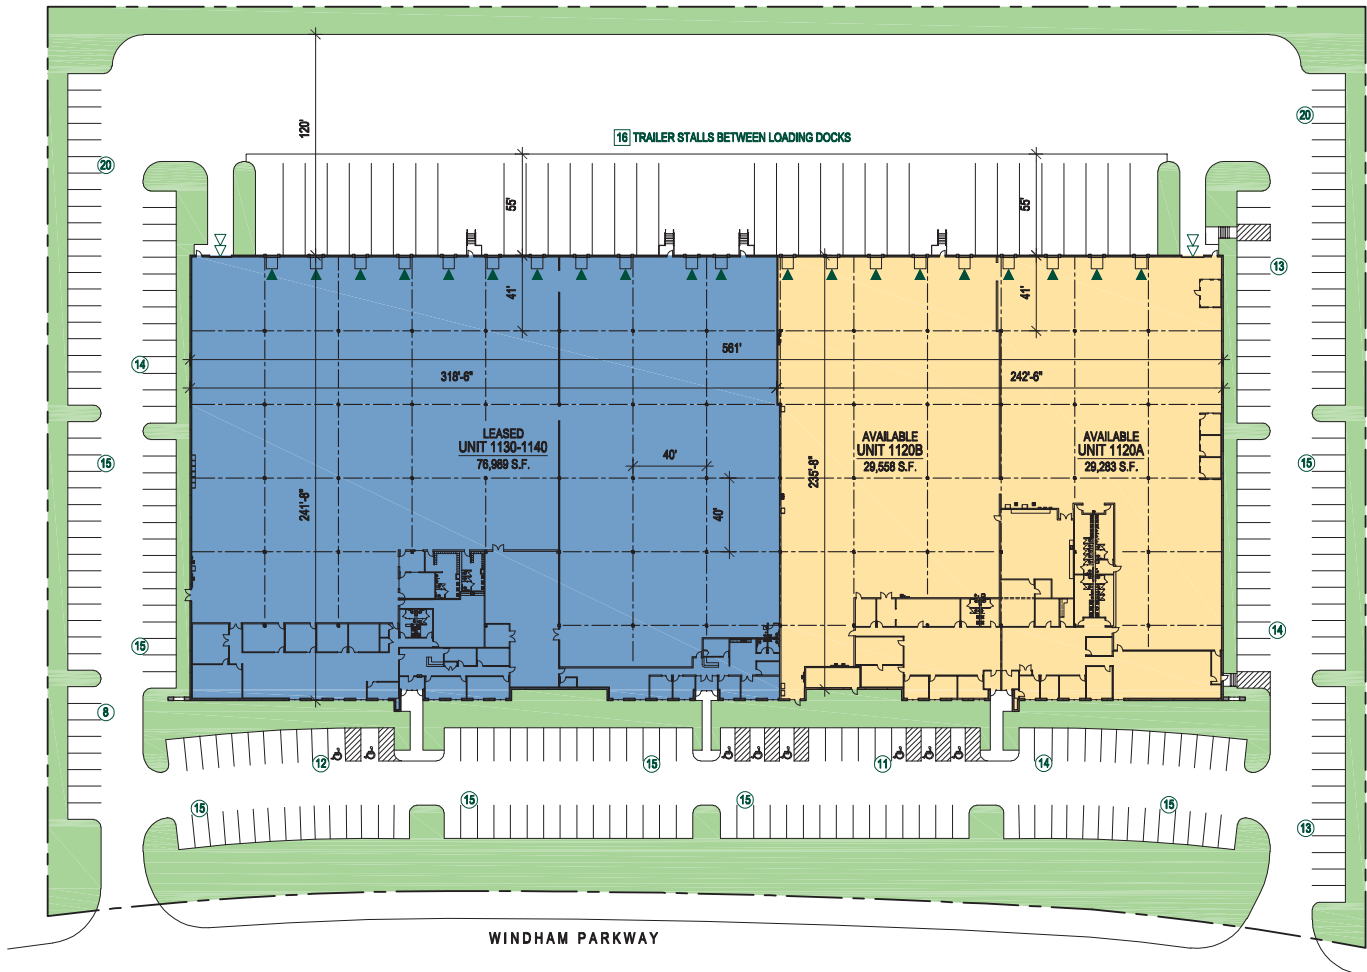 120'
20
20
16 TRAILER STALLS BETWEEN LOADING DOCKS
55'
55'
13
41'
41'
561'
14
318'-6"
242'-6"
LEASED
UNIT 1130-1140
76,989 S.F.
AVAILABLE
UNIT 1120B
29,558 S.F.
AVAILABLE
UNIT 1120A
29,283 S.F.
15
40'
235'-8"
15
241'-8"
40'
15
14
8
12
15
11
14
15
15
15
15
13
WINDHAM PARKWAY